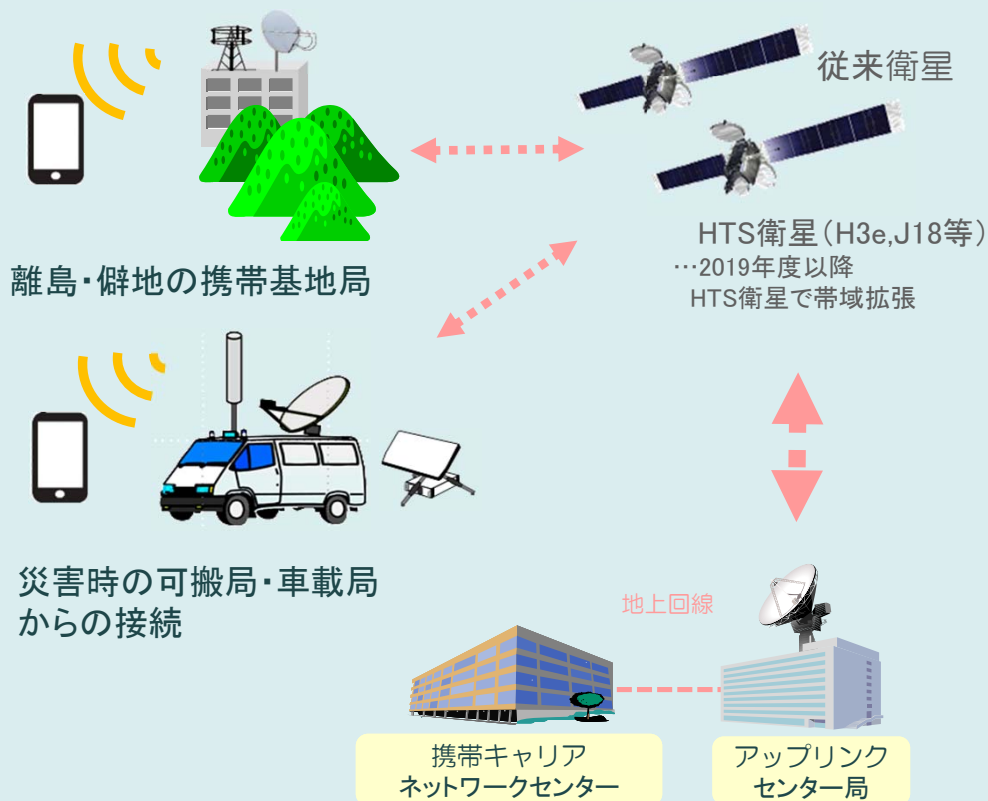 従来衛星
HTS衛星(H3e,J18等)
…2019年度以降
HTS衛星で帯域拡張
離島・僻地の携帯基地局
災害時の可搬局・車載局
からの接続
地上回線
携帯キャリア
ネットワークセンター
アップリンク
センター局